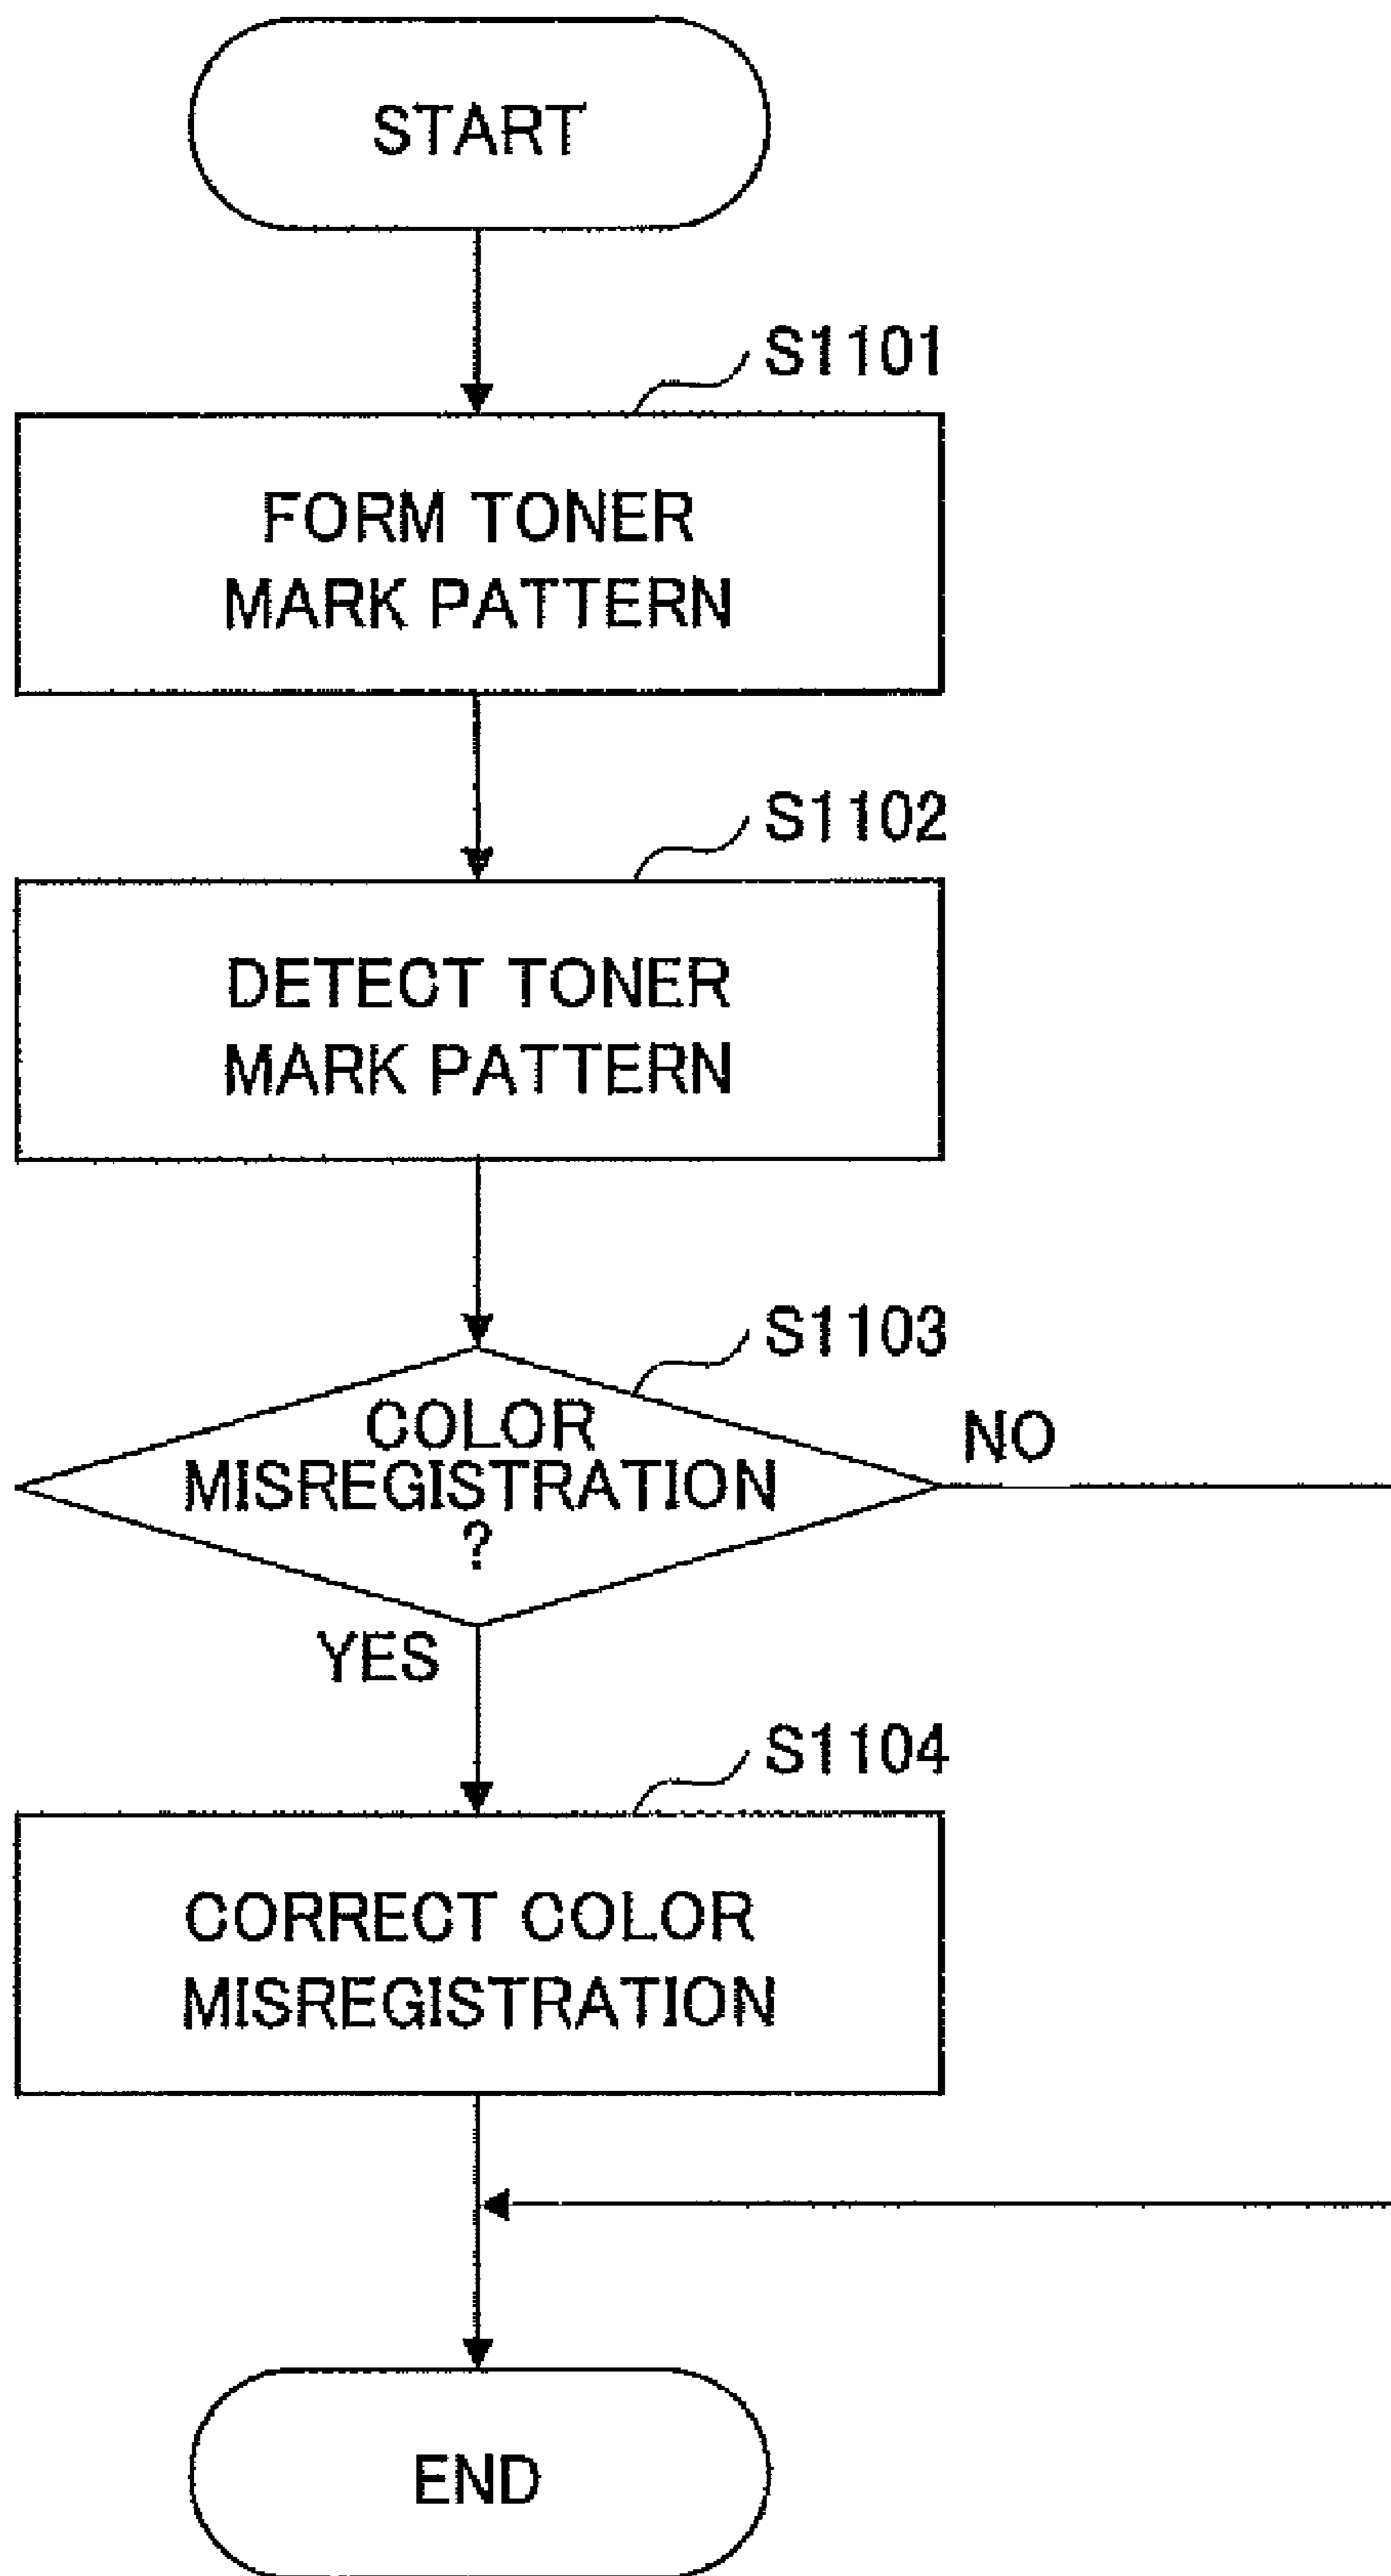 START
S1101
FORM TONER
MARK PATTERN
S1102
DETECT TONER
MARK PATTERN
S1103
COLOR
MISREGISTRATION
?
NO
YES
S1104
CORRECT COLOR
MISREGISTRATION
END